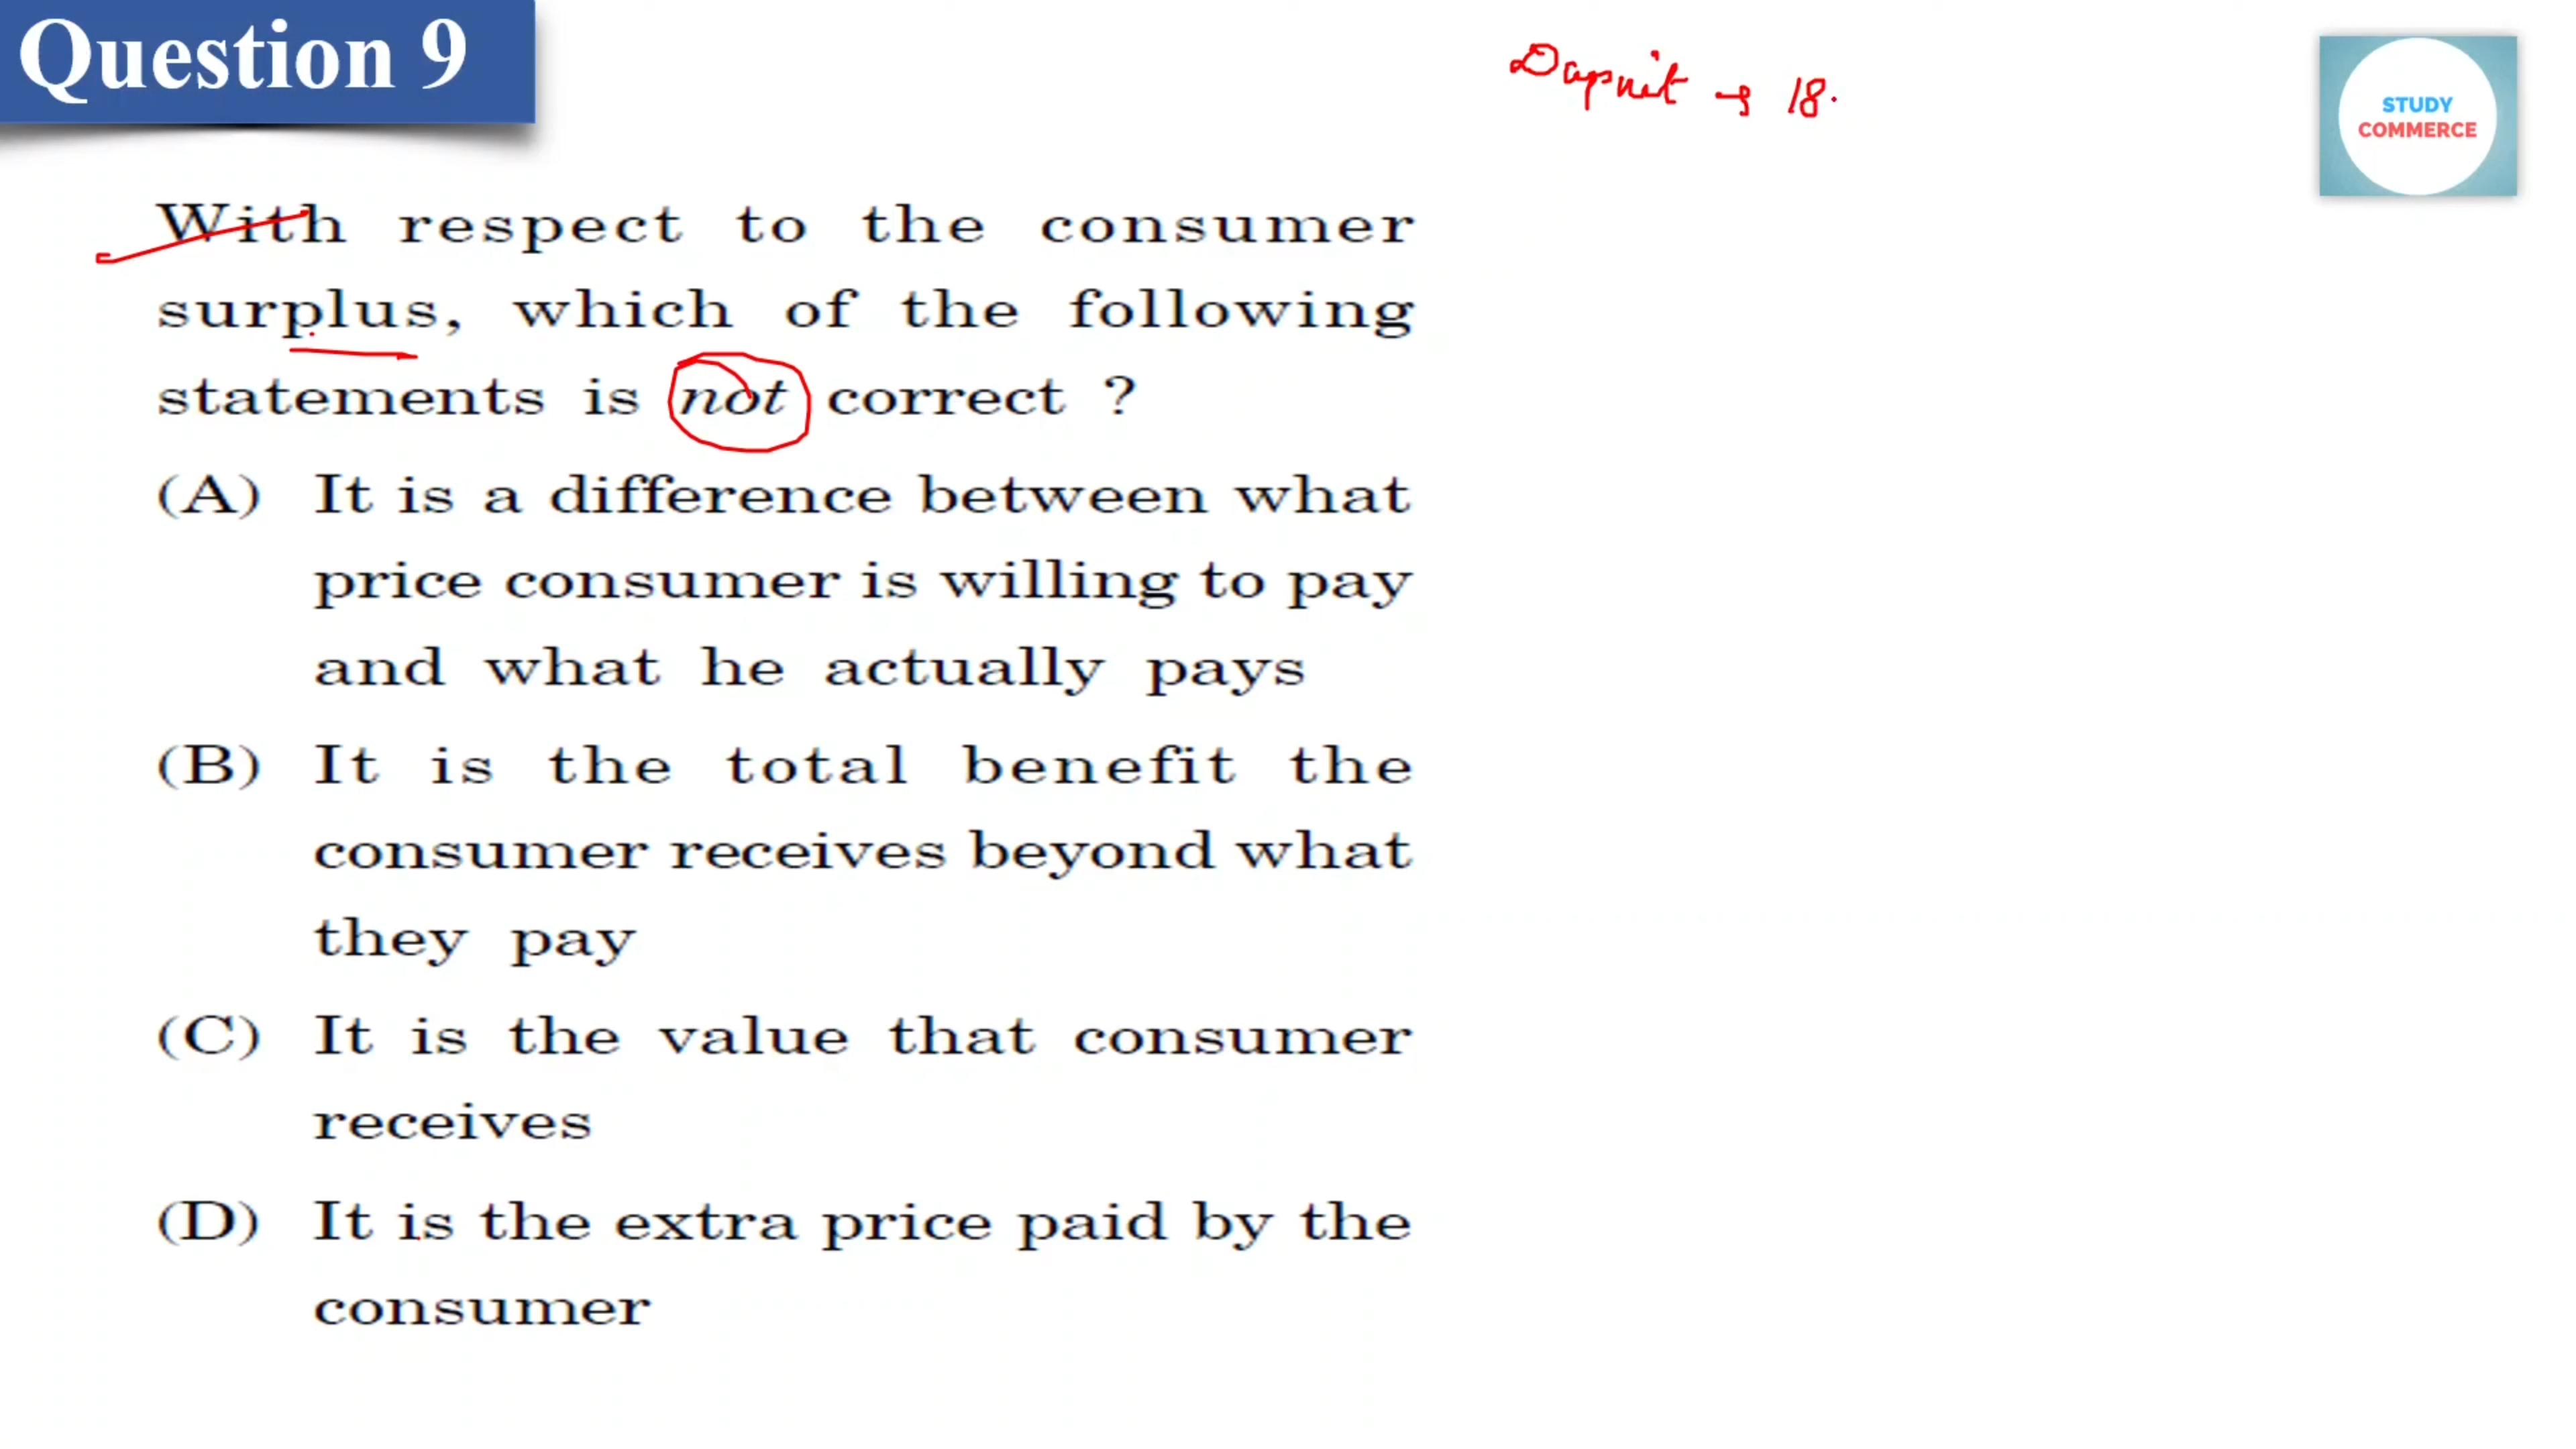 Question 9
Dupuit → 18.
STUDY
COMMERCE
With respect to the consumer
surplus, which of the following
statements is not correct ?
(A) It is a difference between what
price consumer is willing to pay
and what he actually pays
(B) It is the total benefit the
consumer receives beyond what
they pay
(C) It is the value that consumer
receives
(D) It is the extra price paid by the
consumer